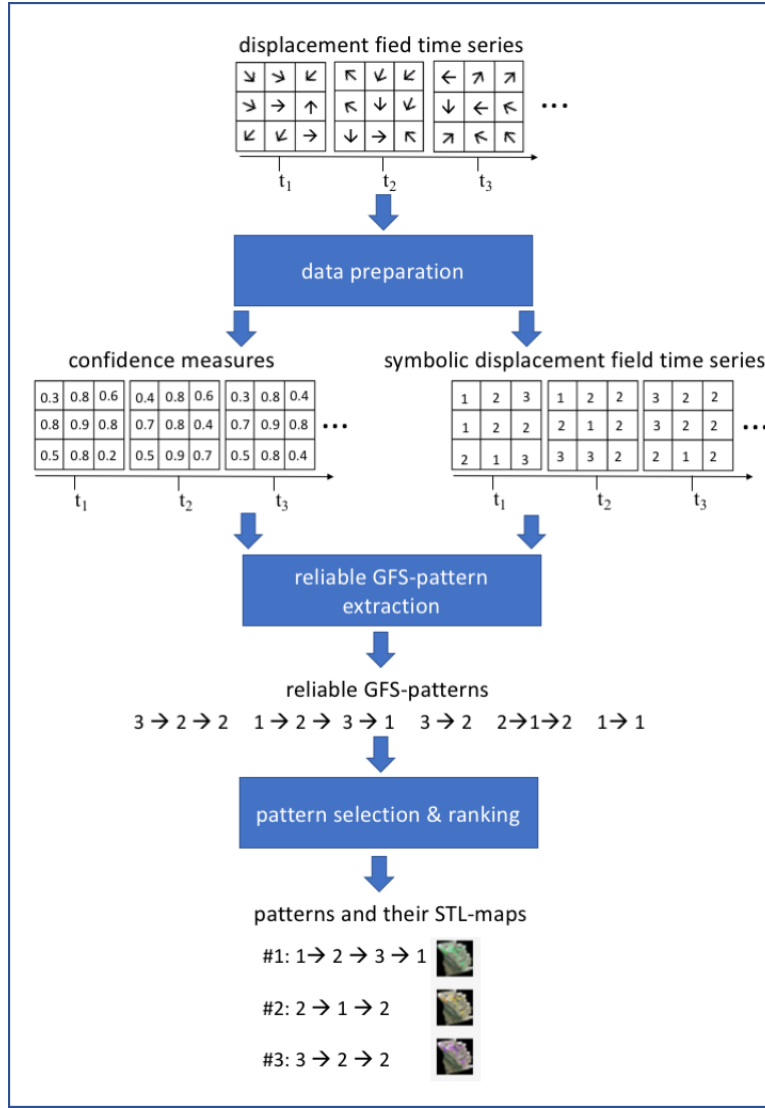 displacement fied time series
...
t₁ t₂ t₃
data preparation
confidence measures
0.3 0.8 0.6 0.4 0.8 0.6 0.3 0.8 0.4
0.8 0.9 0.8 0.7 0.8 0.4 0.7 0.9 0.8 ...
0.5 0.8 0.2 0.5 0.9 0.7 0.5 0.8 0.4
t₁ t₂ t₃
symbolic displacement field time series
1 2 3 1 2 2 3 2 2
1 2 2 2 1 2 3 2 2 ...
2 1 3 3 3 2 2 1 2
t₁ t₂ t₃
reliable GFS-pattern
extraction
reliable GFS-patterns
3 → 2 → 2 1 → 2 → 3 → 1 3 → 2 2→1→2 1→ 1
pattern selection & ranking
patterns and their STL-maps
#1: 1→ 2 → 3 → 1
#2: 2 → 1 → 2
#3: 3 → 2 → 2